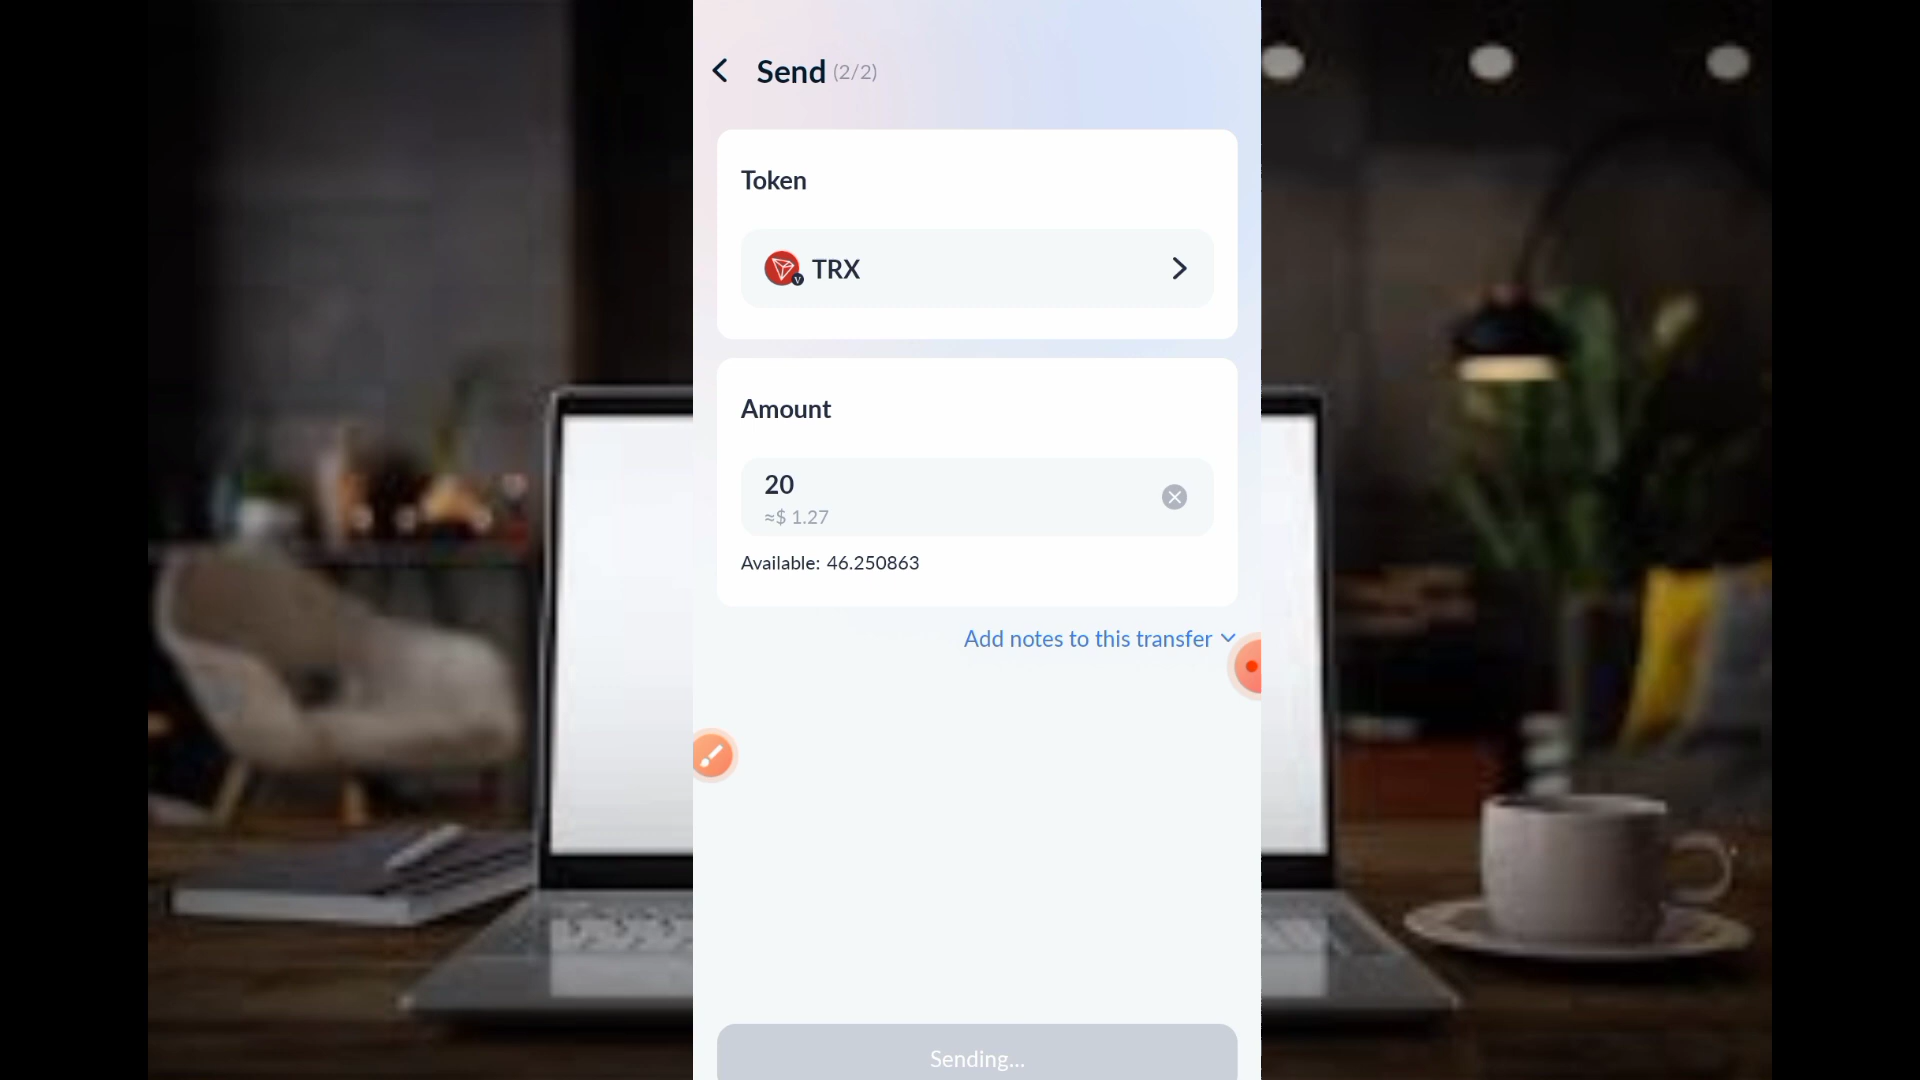 Send (2/2)
Token
TRX
Amount
20
≈$ 1.27
Available: 46.250863
Add notes to this transfer
Sending...